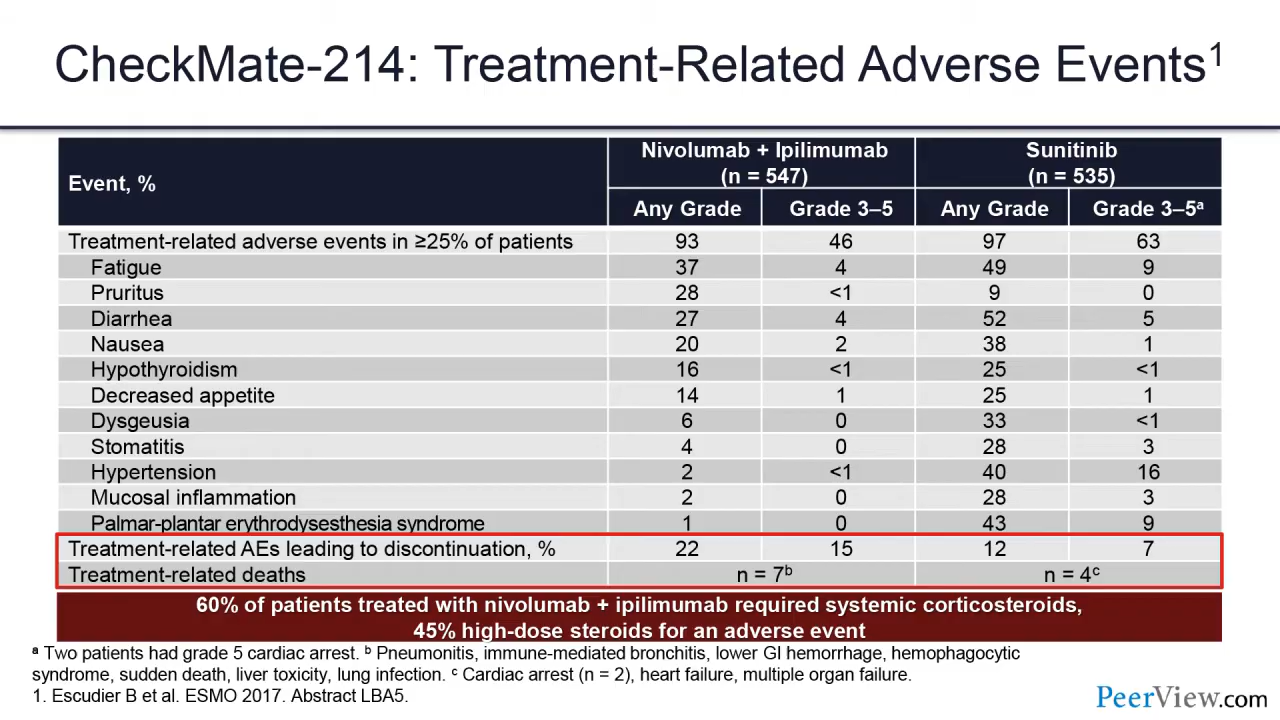 CheckMate-214: Treatment-Related Adverse Events1
Event, %
Nivolumab + Ipilimumab
(n = 547)
Sunitinib
(n = 535)
Any Grade Grade 3–5 Any Grade Grade 3–5a
Treatment-related adverse events in ≥25% of patients 93 46 97 63
Fatigue 37 4 49 9
Pruritus 28 <1 9 0
Diarrhea 27 4 52 5
Nausea 20 2 38 1
Hypothyroidism 16 <1 25 <1
Decreased appetite 14 1 25 1
Dysgeusia 6 0 33 <1
Stomatitis 4 0 28 3
Hypertension 2 <1 40 16
Mucosal inflammation 2 0 28 3
Palmar-plantar erythrodysesthesia syndrome 1 0 43 9
Treatment-related AEs leading to discontinuation, % 22 15 12 7
Treatment-related deaths n = 7b n = 4c
60% of patients treated with nivolumab + ipilimumab required systemic corticosteroids,
45% high-dose steroids for an adverse event
a Two patients had grade 5 cardiac arrest. b Pneumonitis, immune-mediated bronchitis, lower GI hemorrhage, hemophagocytic
syndrome, sudden death, liver toxicity, lung infection. c Cardiac arrest (n = 2), heart failure, multiple organ failure.
1. Escudier B et al. ESMO 2017. Abstract LBA5.
PeerView.com